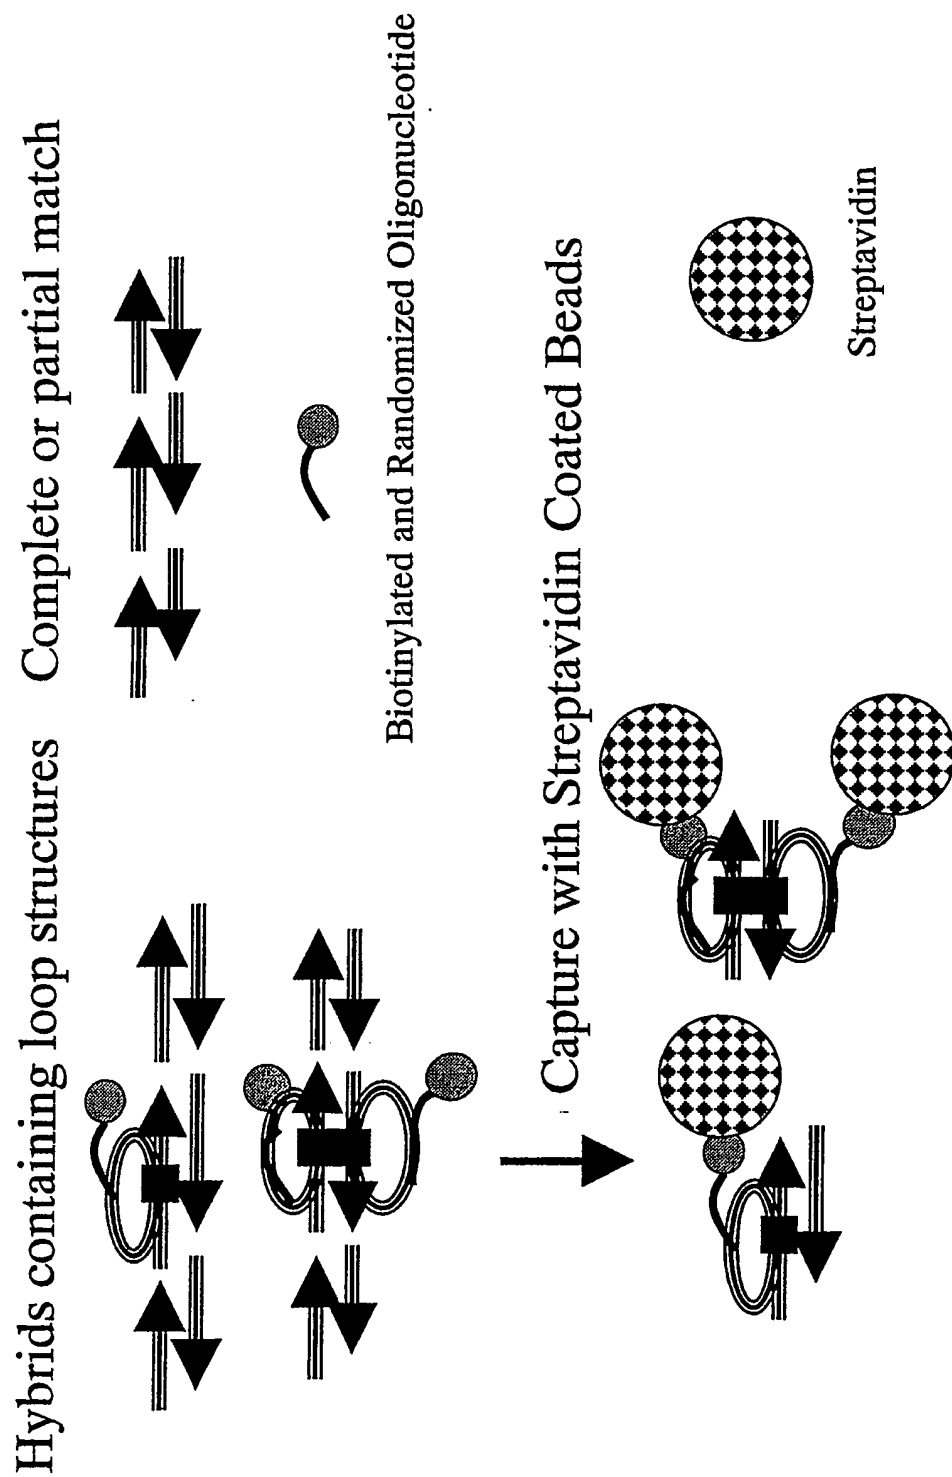 Hybrids containing loop structures
Complete or partial match
Biotinylated and Randomized Oligonucleotide
Capture with Streptavidin Coated Beads
Streptavidin